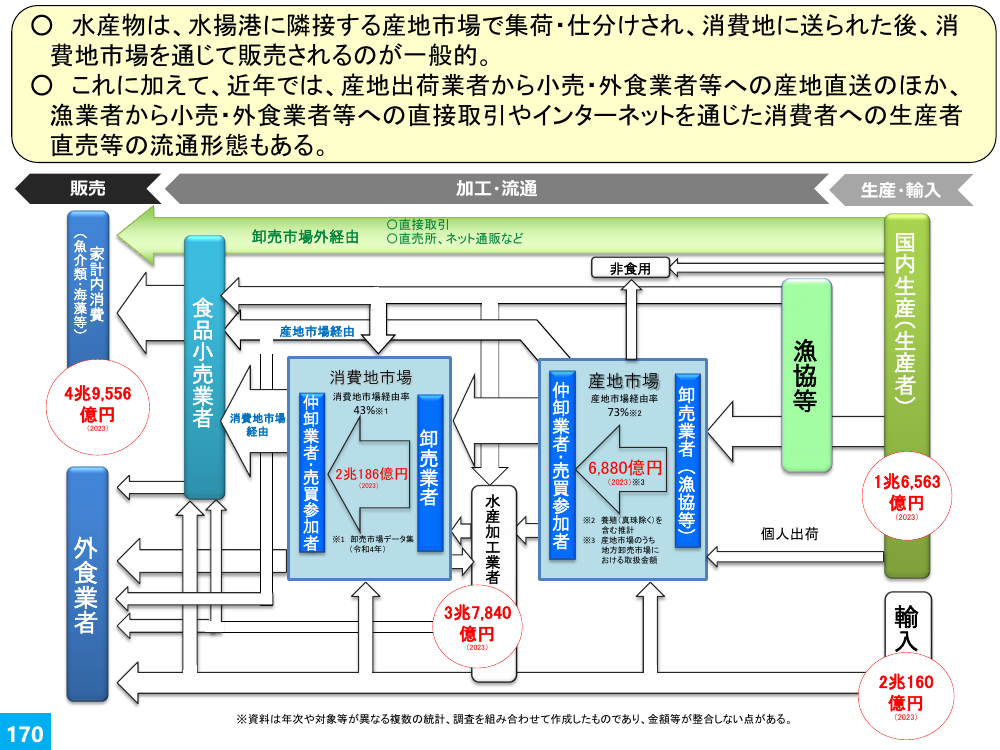 ○ 水産物は、水揚港に隣接する産地市場で集荷・仕分けされ、消費地に送られた後、消
費地市場を通じて販売されるのが一般的。
○ これに加えて、近年では、産地出荷業者から小売・外食業者等への産地直送のほか、
漁業者から小売・外食業者等への直接取引やインターネットを通じた消費者への生産者
直売等の流通形態もある。
販売
加工・流通
生産・輸入
家計内消費
(魚介類・海藻等)
4兆9,556
億円
(2023)
外食業者
食品小売業者
卸売市場外経由
○直接取引
○直売所、ネット通販など
非食用
産地市場経由
消費地市場
経由
消費地市場
消費地市場経由率
43%※1
仲卸業者・売買参加者
2兆186億円
(2023)
卸売業者
※1 卸売市場データ集
(令和4年)
水産加工業者
3兆7,840
億円
(2023)
産地市場
産地市場経由率
73%※2
仲卸業者・売買参加者
6,880億円
(2023)※3
卸売業者(漁協等)
※2 養殖(真珠除く)を
含む推計
※3 産地市場のうち
地方卸売市場に
おける取扱金額
漁協等
国内生産(生産者)
1兆6,563
億円
(2023)
個人出荷
輸入
2兆160
億円
(2023)
※資料は年次や対象等が異なる複数の統計、調査を組み合わせて作成したものであり、金額等が整合しない点がある。
170